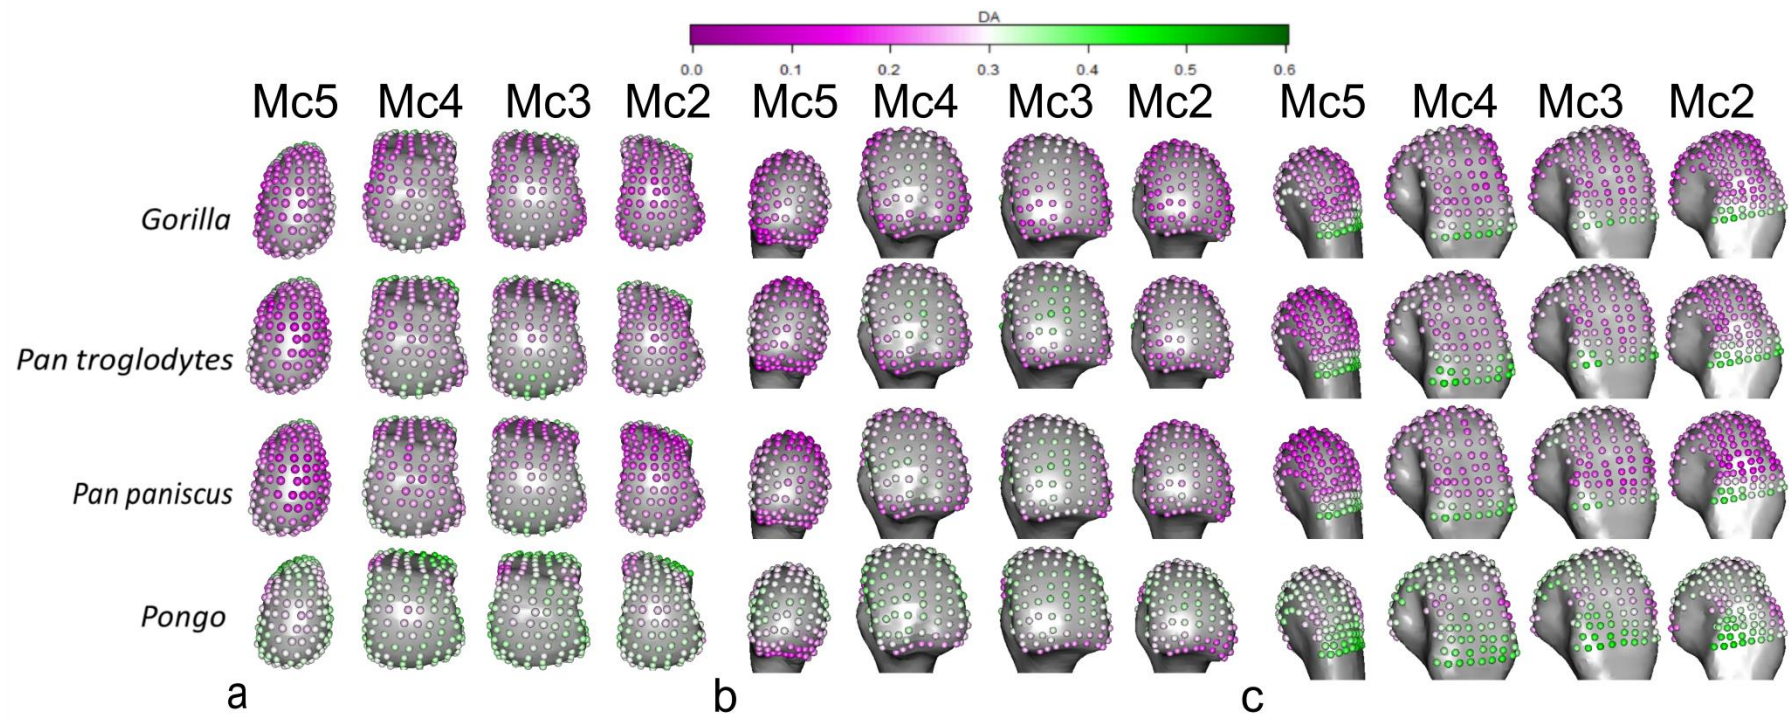 DA
0.0 0.1 0.2 0.3 0.4 0.5 0.6
Mc5 Mc4 Mc3 Mc2 Mc5 Mc4 Mc3 Mc2 Mc5 Mc4 Mc3 Mc2
Gorilla
Pan troglodytes
Pan paniscus
Pongo
a b c